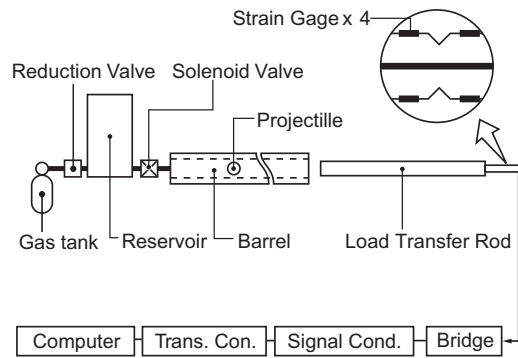 Strain Gage x 4
Reduction Valve
Solenoid Valve
Projectille
Gas tank
Reservoir
Barrel
Load Transfer Rod
Computer
Trans. Con.
Signal Cond.
Bridge